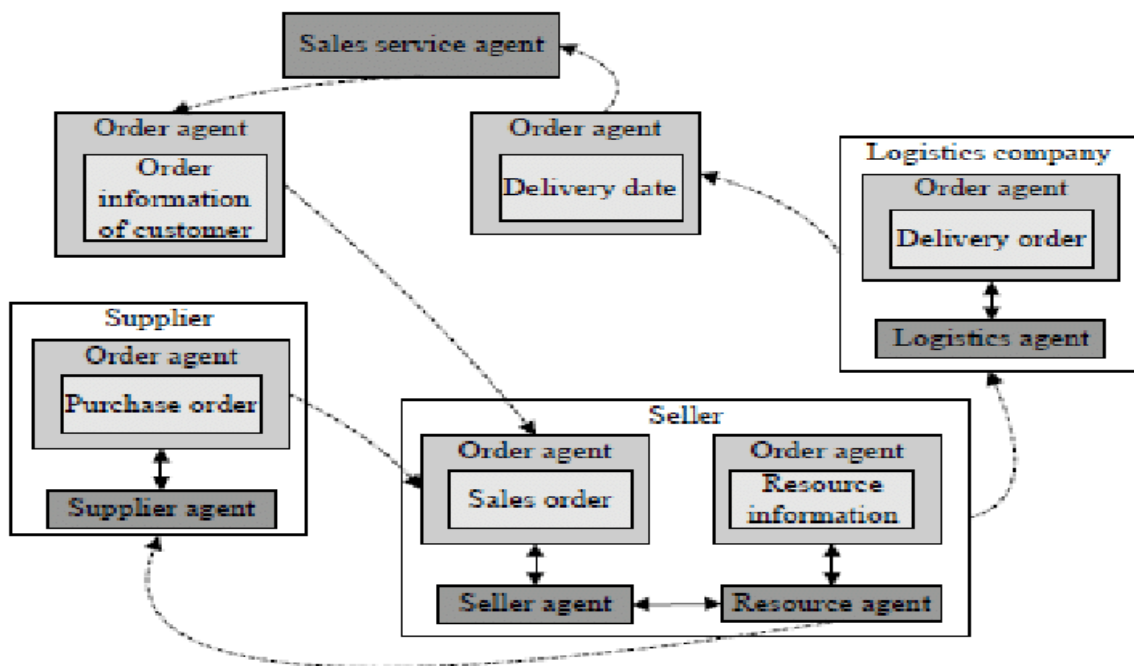 Sales service agent
Order agent
Order
information
of customer
Order agent
Delivery date
Logistics company
Order agent
Delivery order
Logistics agent
Supplier
Order agent
Purchase order
Supplier agent
Seller
Order agent
Sales order
Seller agent
Order agent
Resource
information
Resource agent